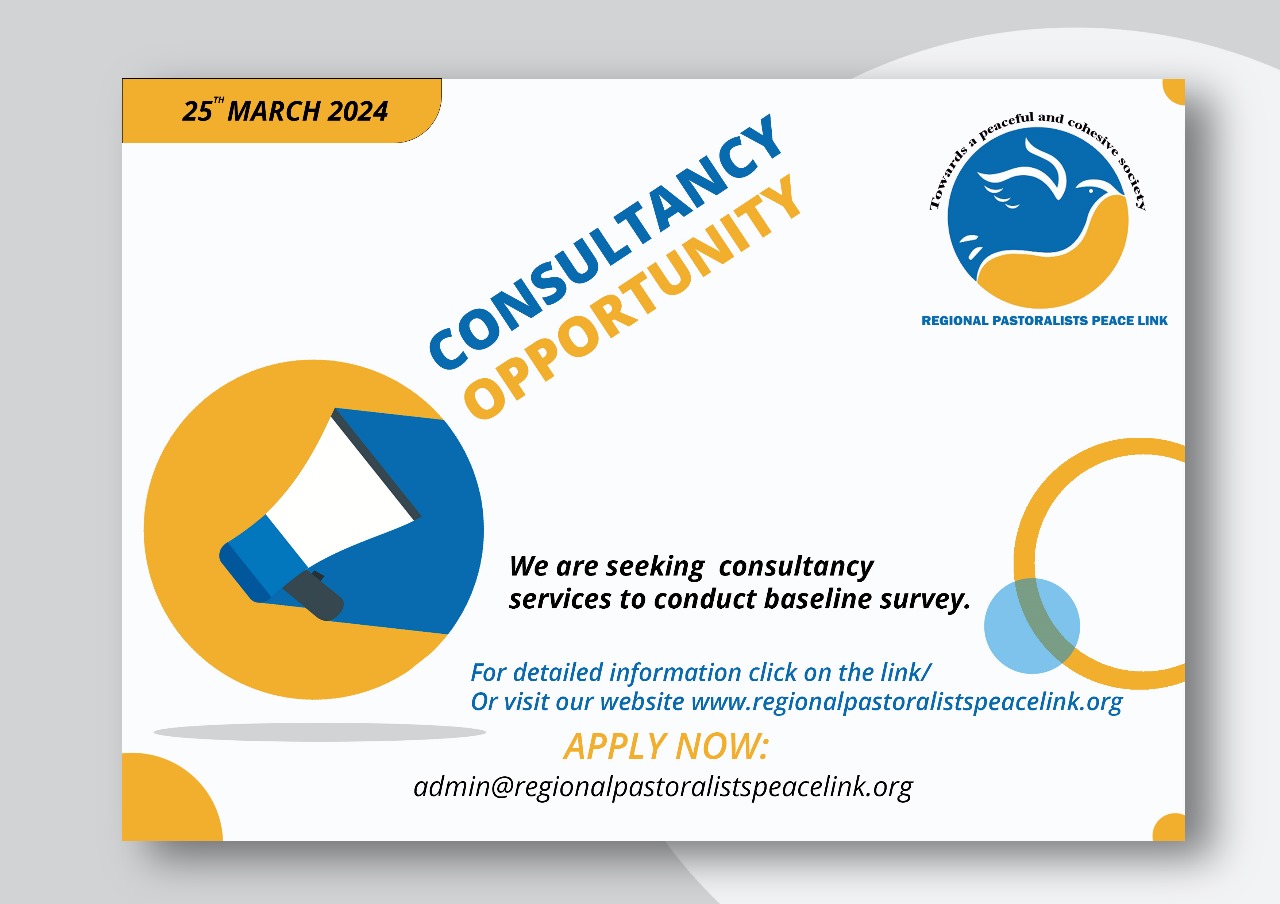 25TH MARCH 2024
Towards a peaceful and cohesive society
REGIONAL PASTORALISTS PEACE LINK
CONSULTANCY
OPPORTUNITY
We are seeking  consultancy
services to conduct baseline survey.
For detailed information click on the link/
Or visit our website www.regionalpastoralistspeacelink.org
APPLY NOW:
admin@regionalpastoralistspeacelink.org